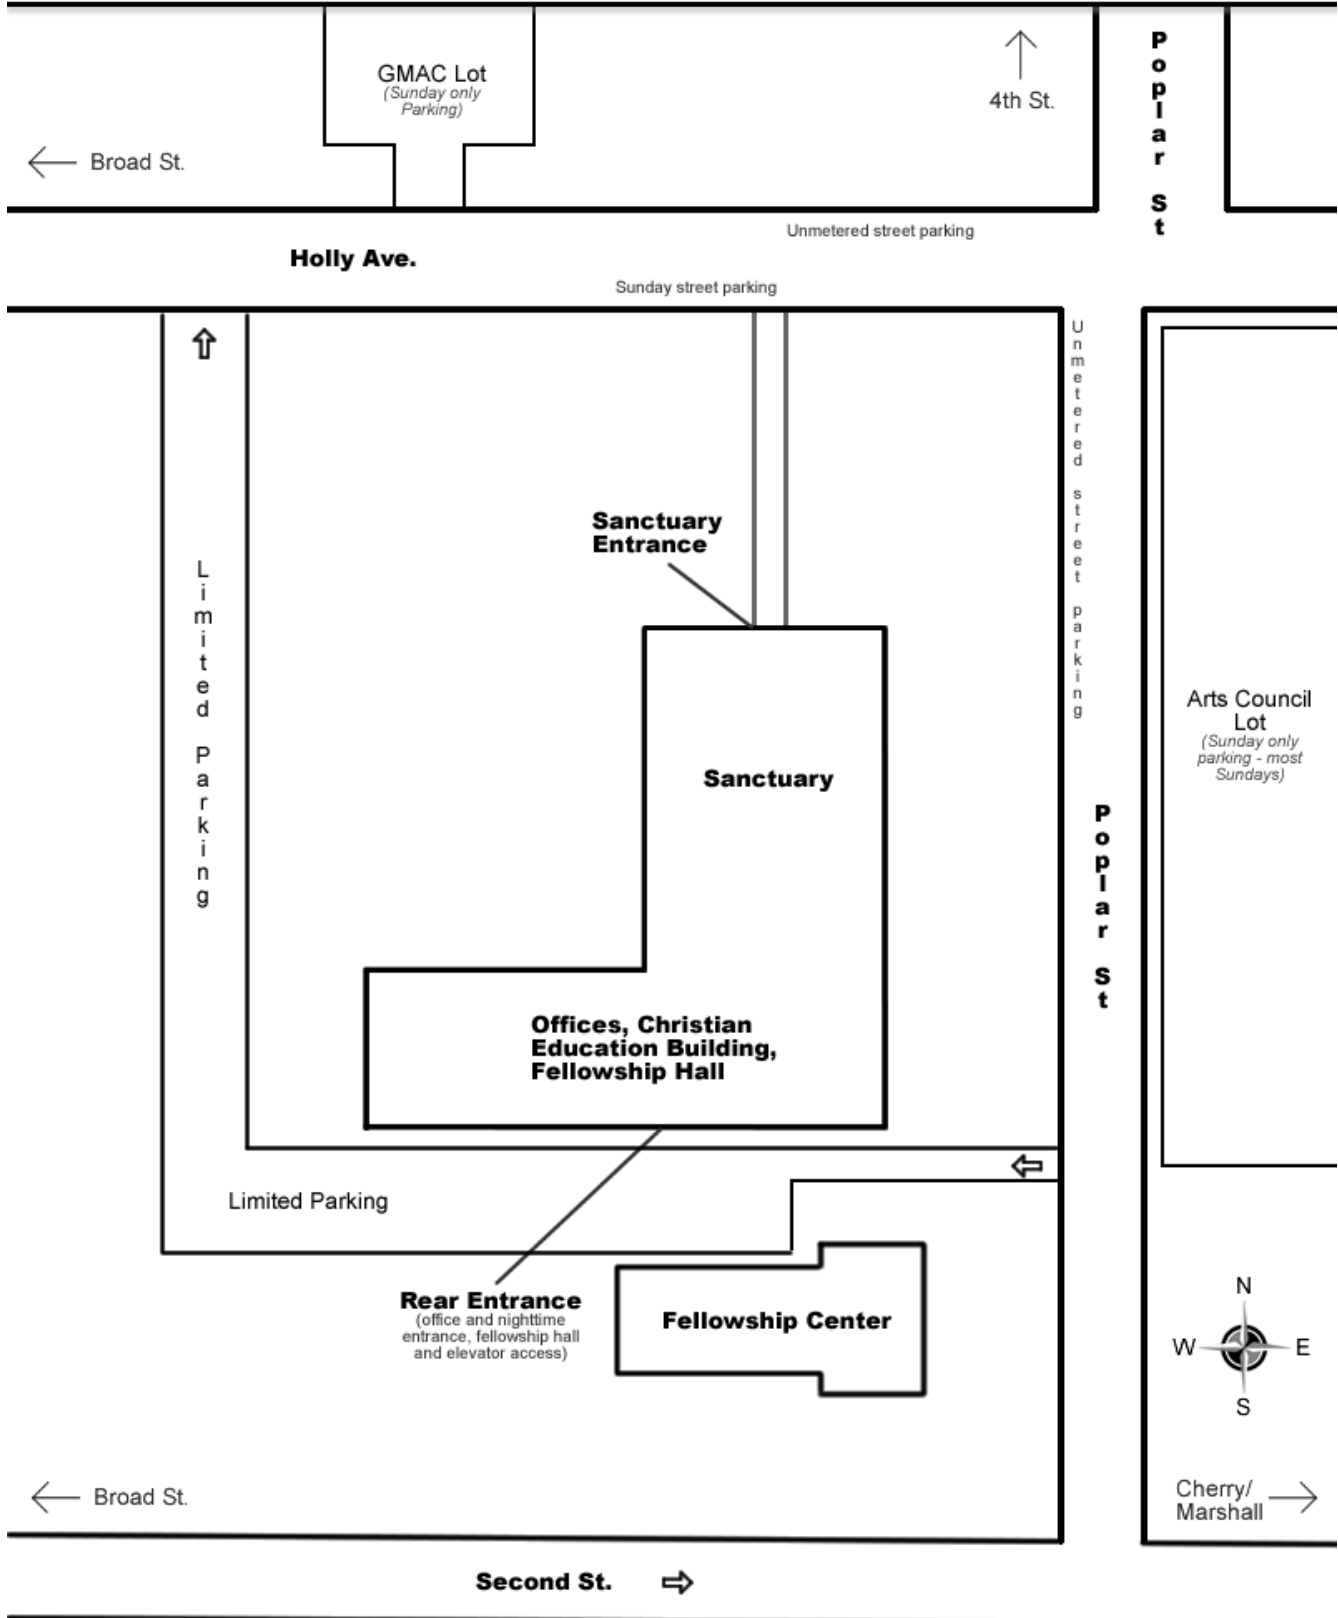 GMAC Lot
(Sunday only
Parking)
4th St.
Poplar St
Broad St.
Unmetered street parking
Holly Ave.
Sunday street parking
Unmetered street parking
Sanctuary
Entrance
Limited Parking
Arts Council
Lot
(Sunday only
parking - most
Sundays)
Sanctuary
Poplar St
Offices, Christian
Education Building,
Fellowship Hall
Limited Parking
Rear Entrance
(office and nighttime
entrance, fellowship hall
and elevator access)
Fellowship Center
N
W E
S
Broad St.
Cherry/
Marshall
Second St.